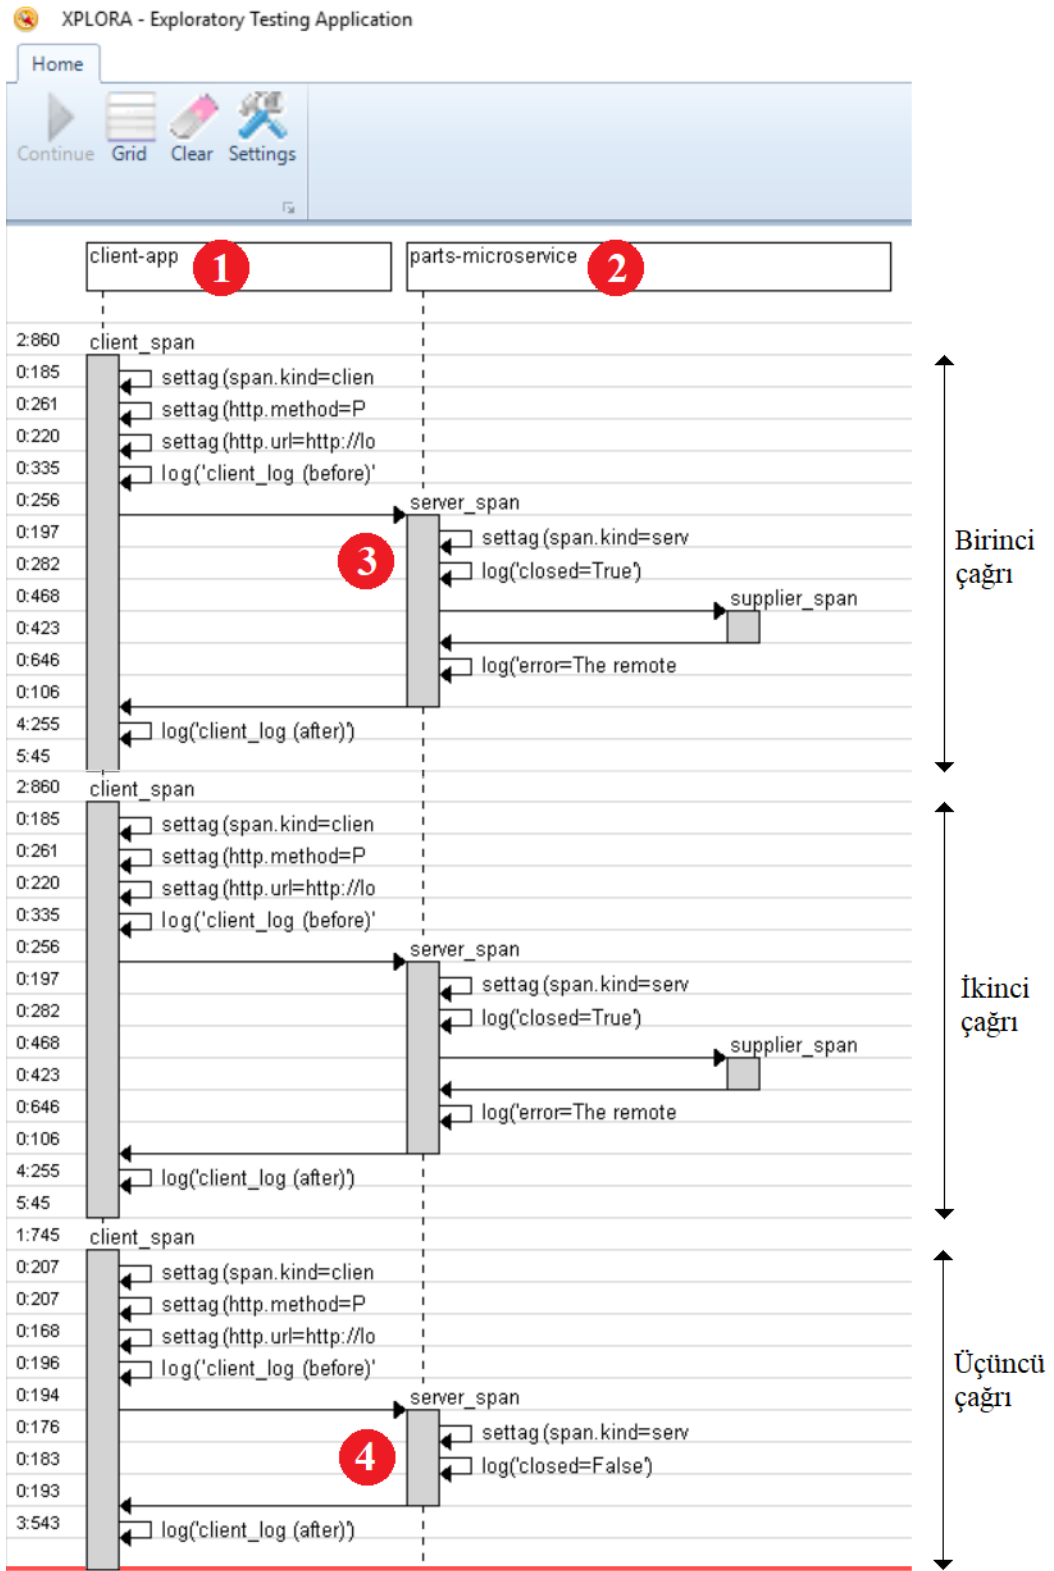 XPLORA - Exploratory Testing Application
Home
Continue Grid Clear Settings
client-app 1 parts-microservice 2
2:860 client_span
0:185 settag(span.kind=clien
0:261 settag(http.method=P
0:220 settag(http.url=http://lo
0:335 log('client_log (before)'
0:256 server_span
0:197 settag(span.kind=serv
3
Birinci
çağrı
0:282 log('closed=True')
0:468 supplier_span
0:423
0:646 log('error=The remote
0:106
4:255 log('client_log (after)')
5:45
2:860 client_span
0:185 settag(span.kind=clien
0:261 settag(http.method=P
0:220 settag(http.url=http://lo
0:335 log('client_log (before)'
0:256 server_span
0:197 settag(span.kind=serv
İkinci
çağrı
0:282 log('closed=True')
0:468 supplier_span
0:423
0:646 log('error=The remote
0:106
4:255 log('client_log (after)')
5:45
1:745 client_span
0:207 settag(span.kind=clien
0:207 settag(http.method=P
0:168 settag(http.url=http://lo
0:196 log('client_log (before)'
Üçüncü
çağrı
0:194 server_span
0:176 settag(span.kind=serv
4
0:183 log('closed=False')
0:193
3:543 log('client_log (after)')